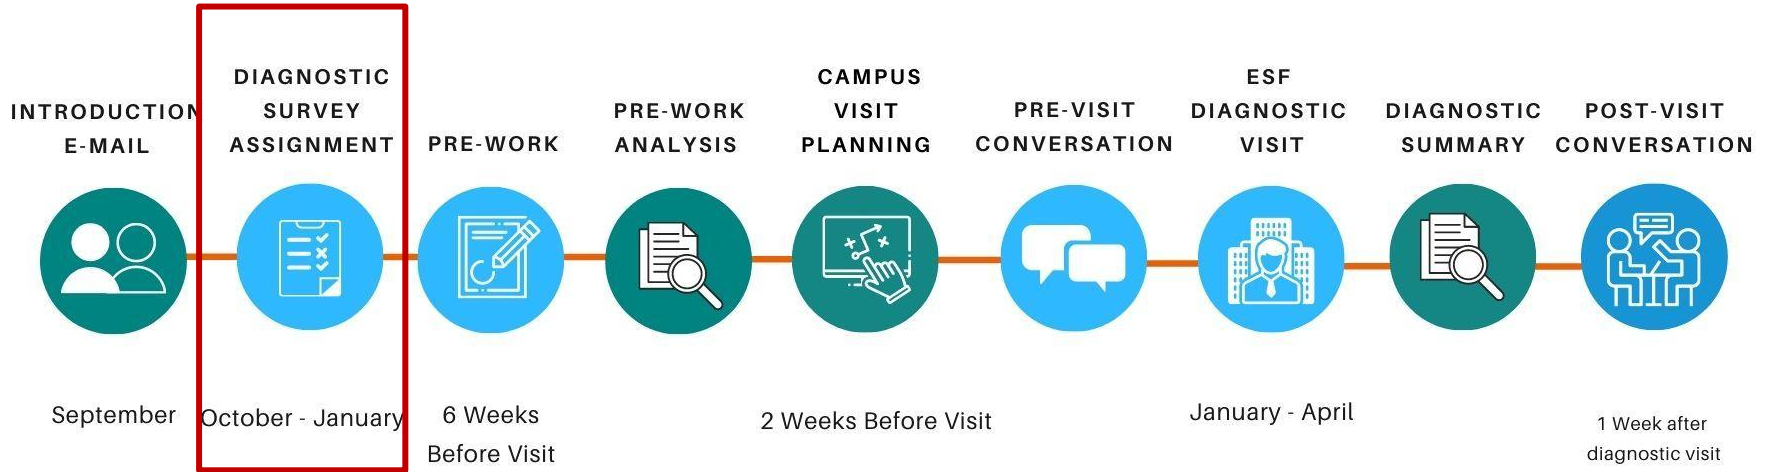 INTRODUCTION
E-MAIL
DIAGNOSTIC
SURVEY
ASSIGNMENT
PRE-WORK
PRE-WORK
ANALYSIS
CAMPUS
VISIT
PLANNING
PRE-VISIT
CONVERSATION
ESF
DIAGNOSTIC
VISIT
DIAGNOSTIC
SUMMARY
POST-VISIT
CONVERSATION
September
October - January
6 Weeks
Before Visit
2 Weeks Before Visit
January - April
1 Week after
diagnostic visit